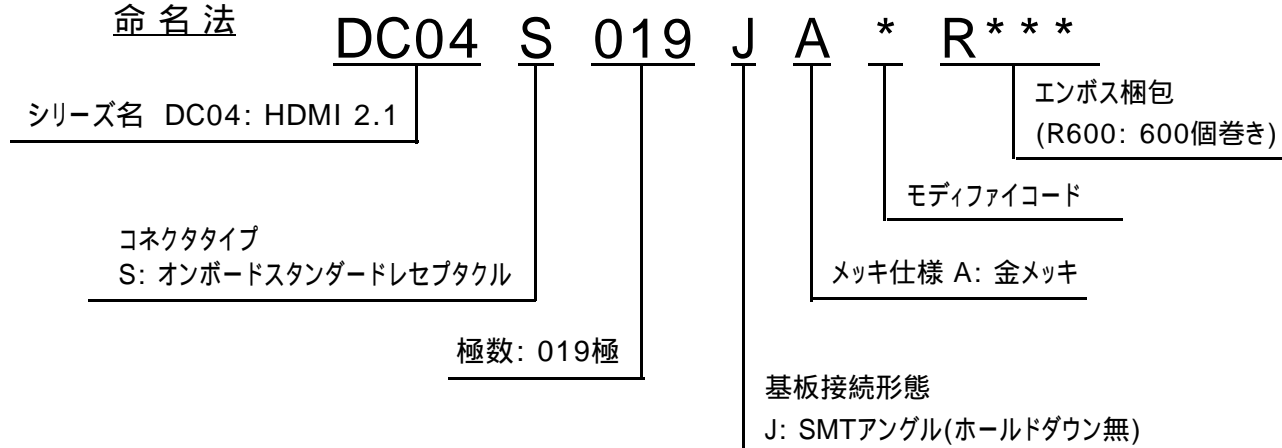 命名法
DC04 S 019 J A * R***
シリーズ名 DC04: HDMI 2.1
エンボス梱包
(R600: 600個巻き)
モディファイコード
コネクタタイプ
S: オンボードスタンダードレセプタクル
メッキ仕様 A: 金メッキ
極数: 019極
基板接続形態
J: SMTアングル(ホールドダウン無)